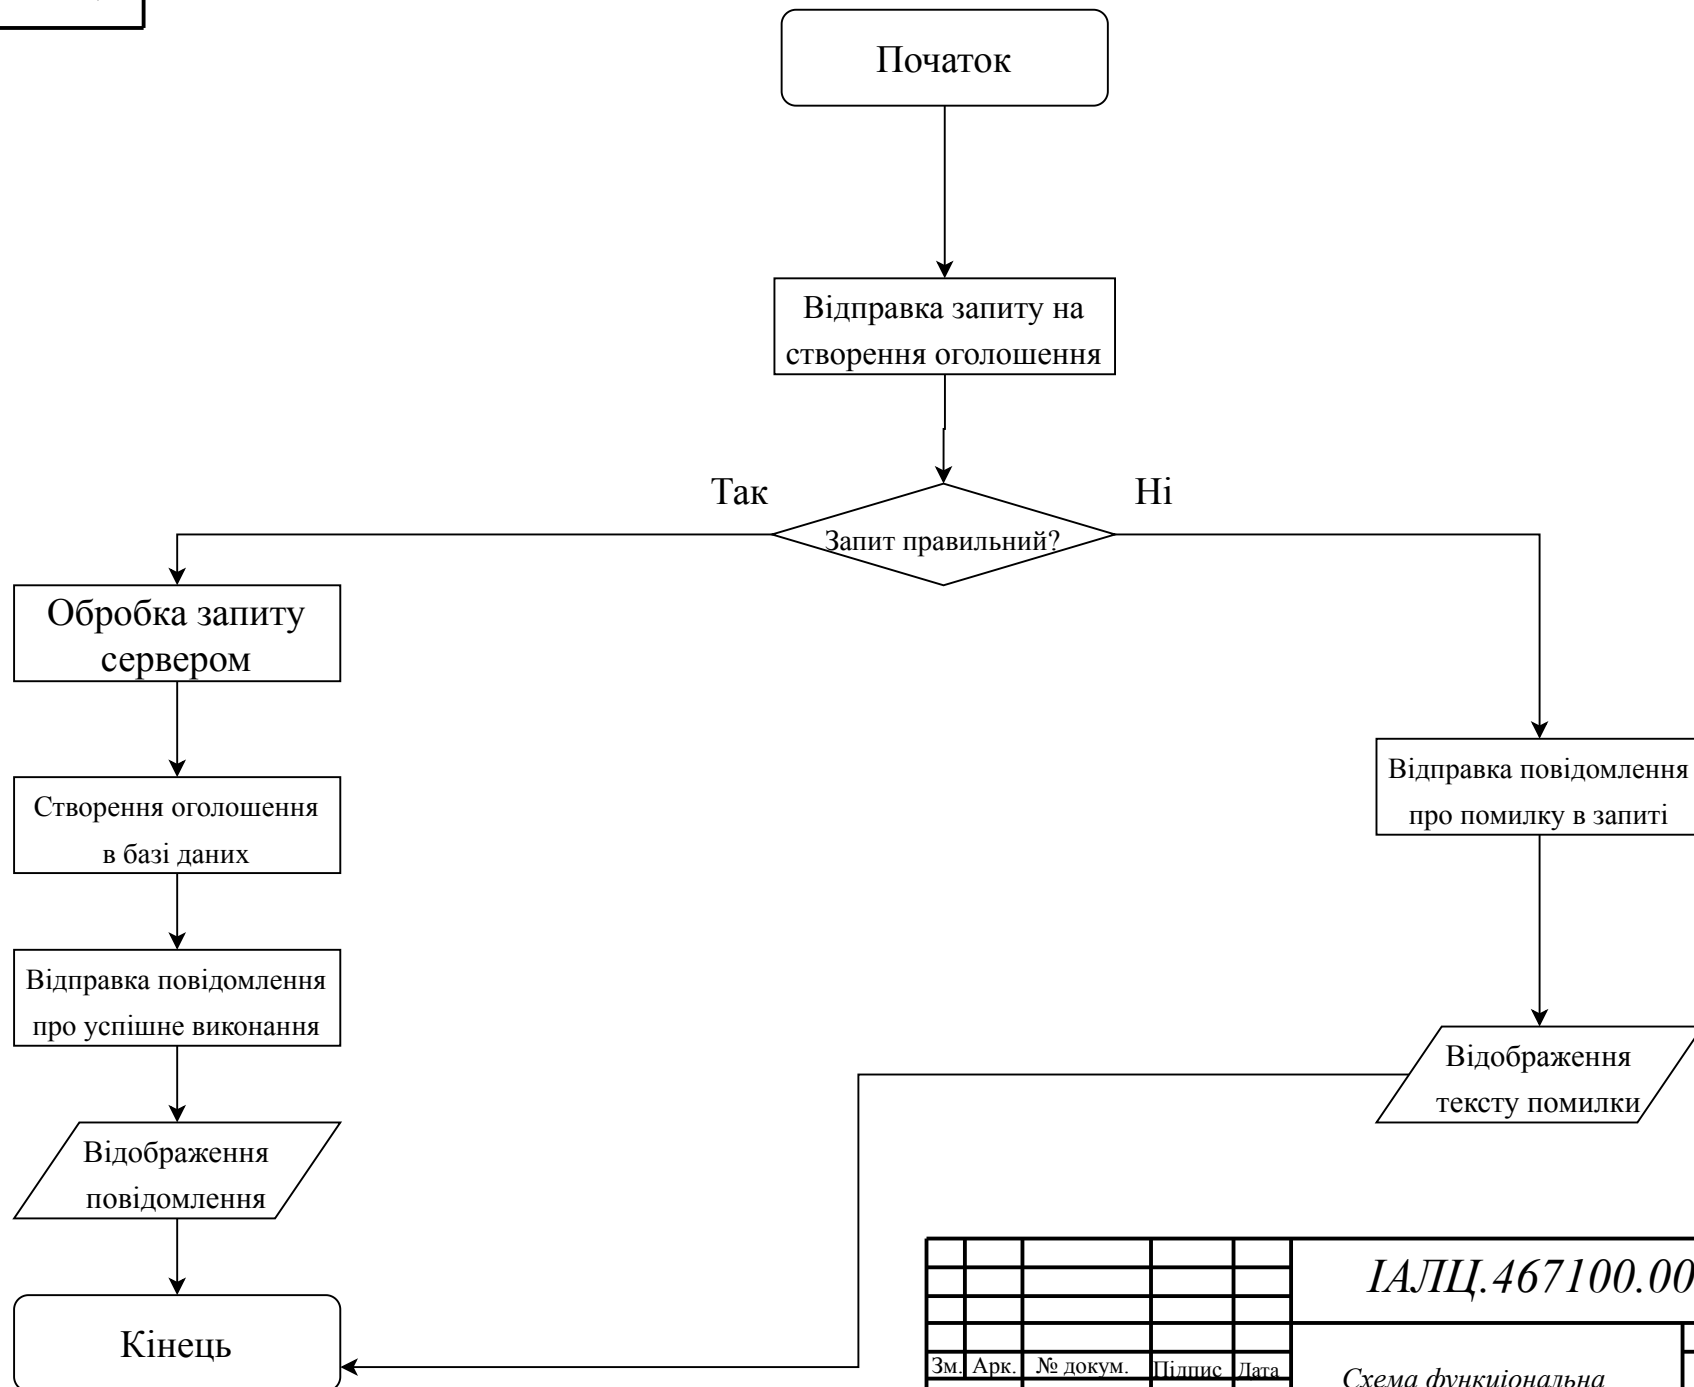 Початок
Відправка запиту на
створення оголошення
Так
Ні
Запит правильний?
Обробка запиту
сервером
Створення оголошення
в базі даних
Відправка повідомлення
про успішне виконання
Відображення
повідомлення
Кінець
Відправка повідомлення
про помилку в запиті
Відображення
тексту помилки
ІАЛЦ.467100.00
Зм. Арк. № докум. Підпис Дата
Схема функціональна